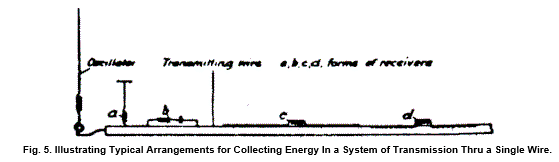 Oscillator Transmitting wire a,b,c,d, forms of receivers
a b c d
Fig. 5. Illustrating Typical Arrangements for Collecting Energy In a System of Transmission Thru a Single Wire.